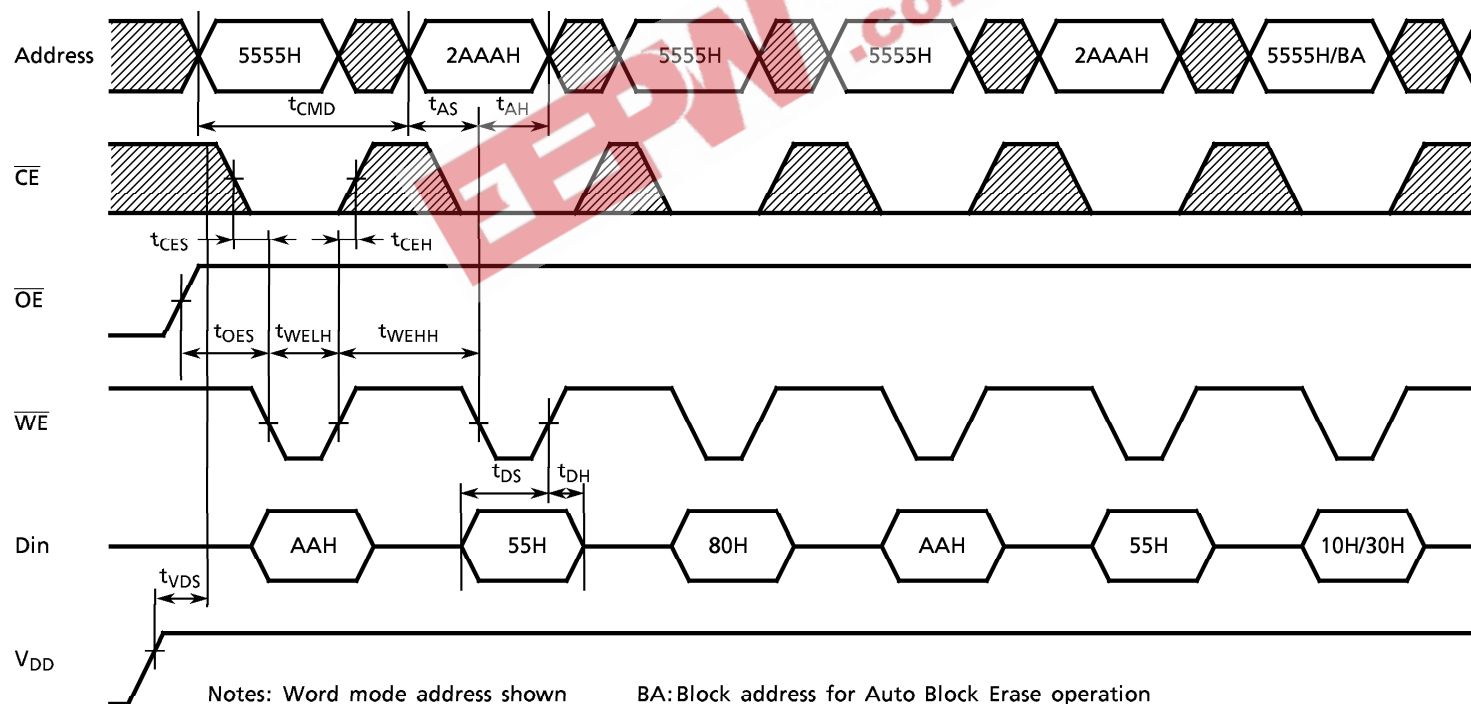 Address 5555H 2AAAH 5555H 5555H 2AAAH 5555H/BA
tCMD tAS tAH
EEPW.com
CE
tCES tCEH
OE
tOES tWELH tWEHH
WE
tDS tDH
Din AAH 55H 80H AAH 55H 10H/30H
tVDS
VDD
Notes: Word mode address shown BA: Block address for Auto Block Erase operation